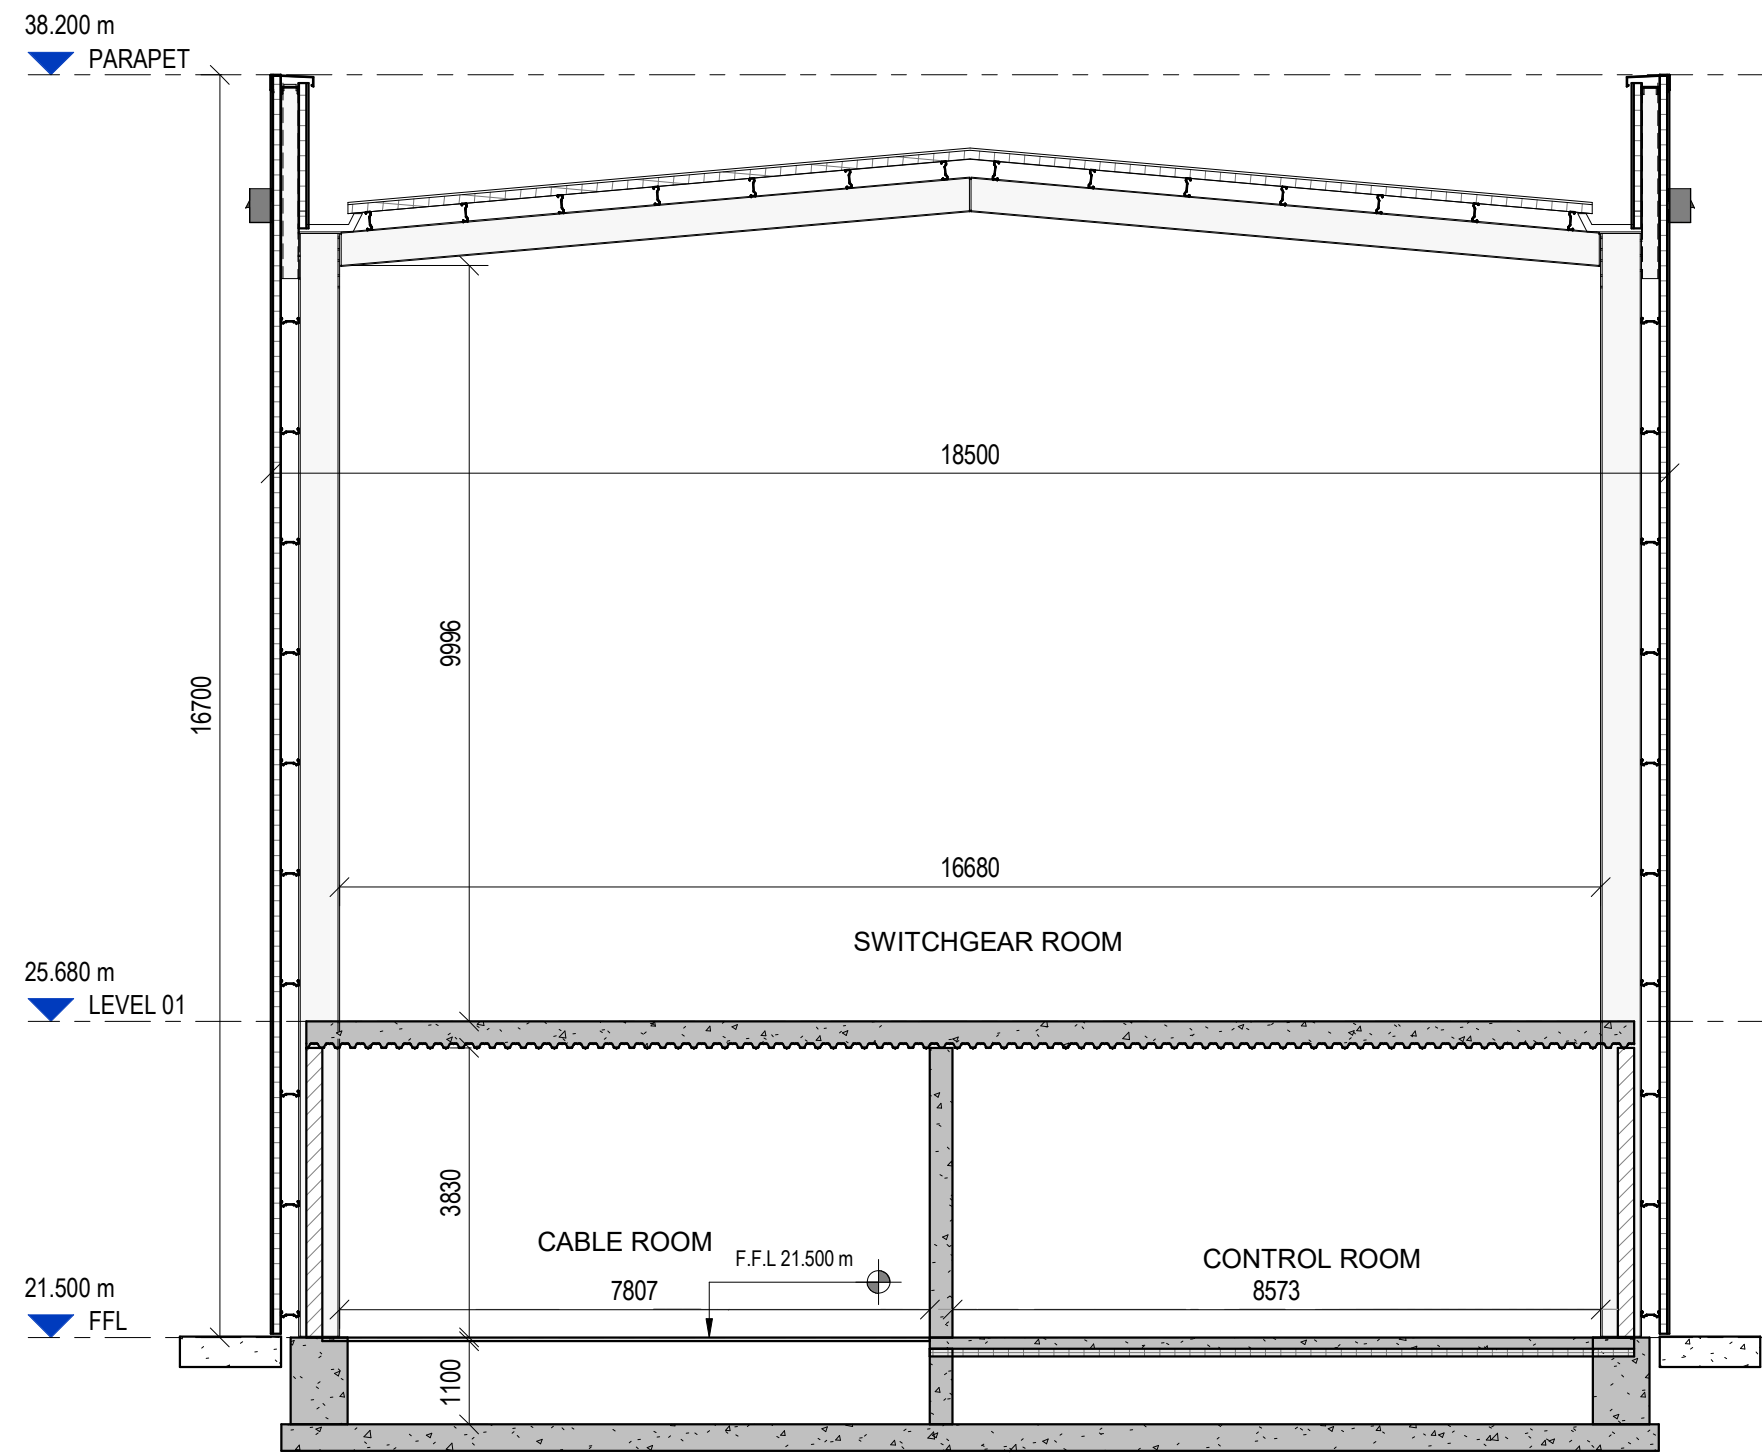 38.200 m
PARAPET
18500
9996
16700
16680
SWITCHGEAR ROOM
25.680 m
LEVEL 01
3830
CABLE ROOM
F.F.L 21.500 m
CONTROL ROOM
7807
8573
21.500 m
FFL
1100